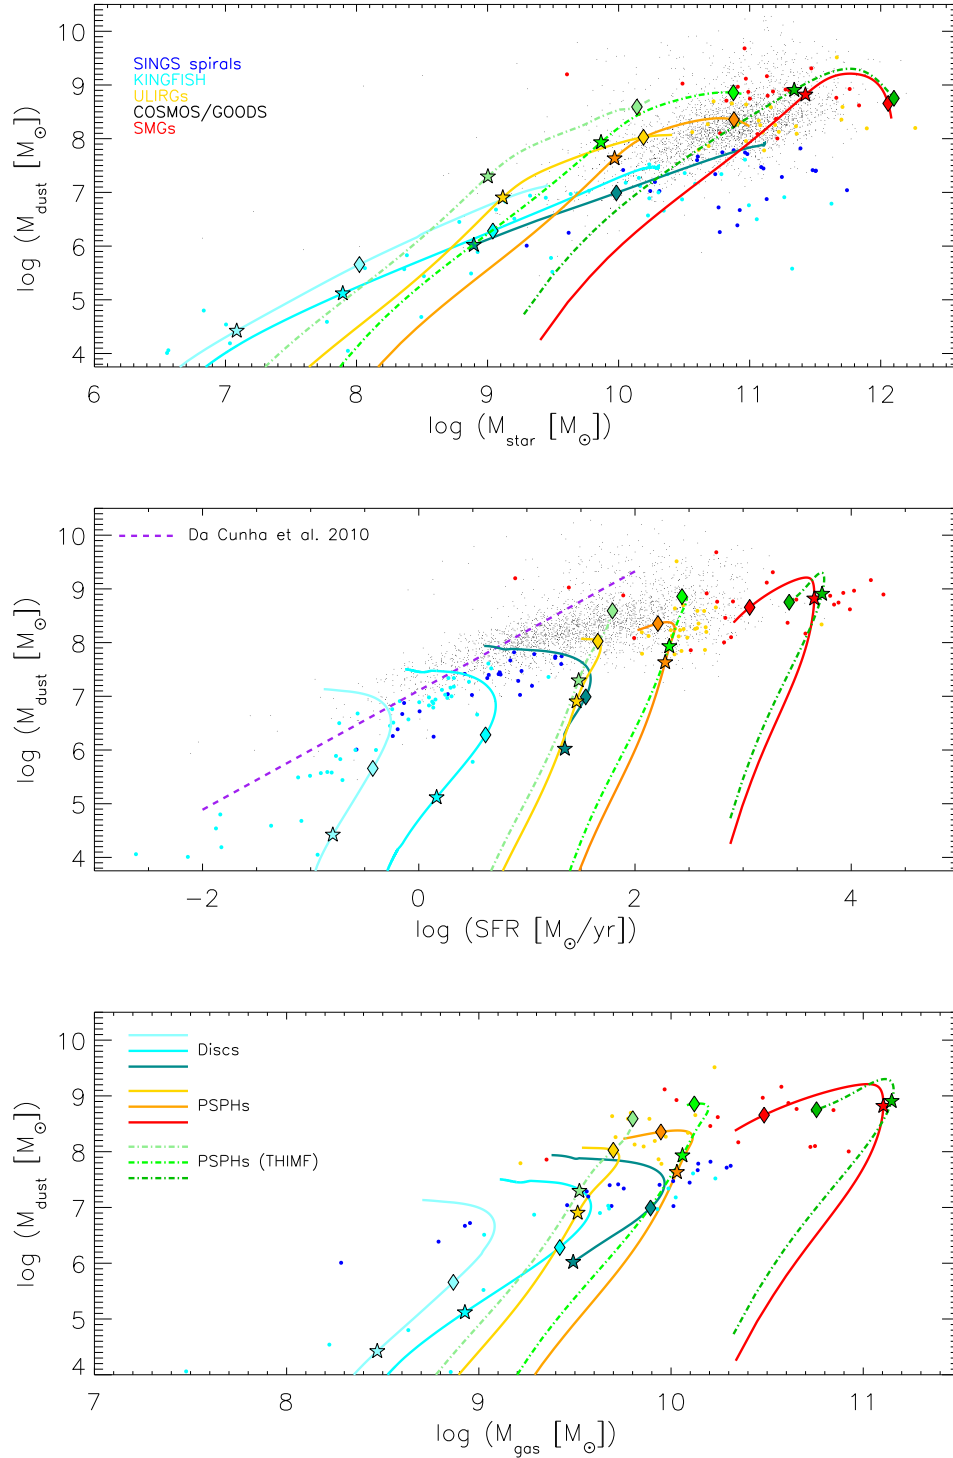 10
9
8
7
6
5
4
log (M_dust [M_⊙])
SINGS spirals
KINGFISH
ULIRGs
COSMOS/GOODS
SMGs
6 7 8 9 10 11 12
log (M_star [M_⊙])
10
9
8
7
6
5
4
log (M_dust [M_⊙])
Da Cunha et al. 2010
-2 0 2 4
log (SFR [M_⊙/yr])
10
9
8
7
6
5
4
log (M_dust [M_⊙])
Discs
PSPHs
PSPHs (THIMF)
7 8 9 10 11
log (M_gas [M_⊙])